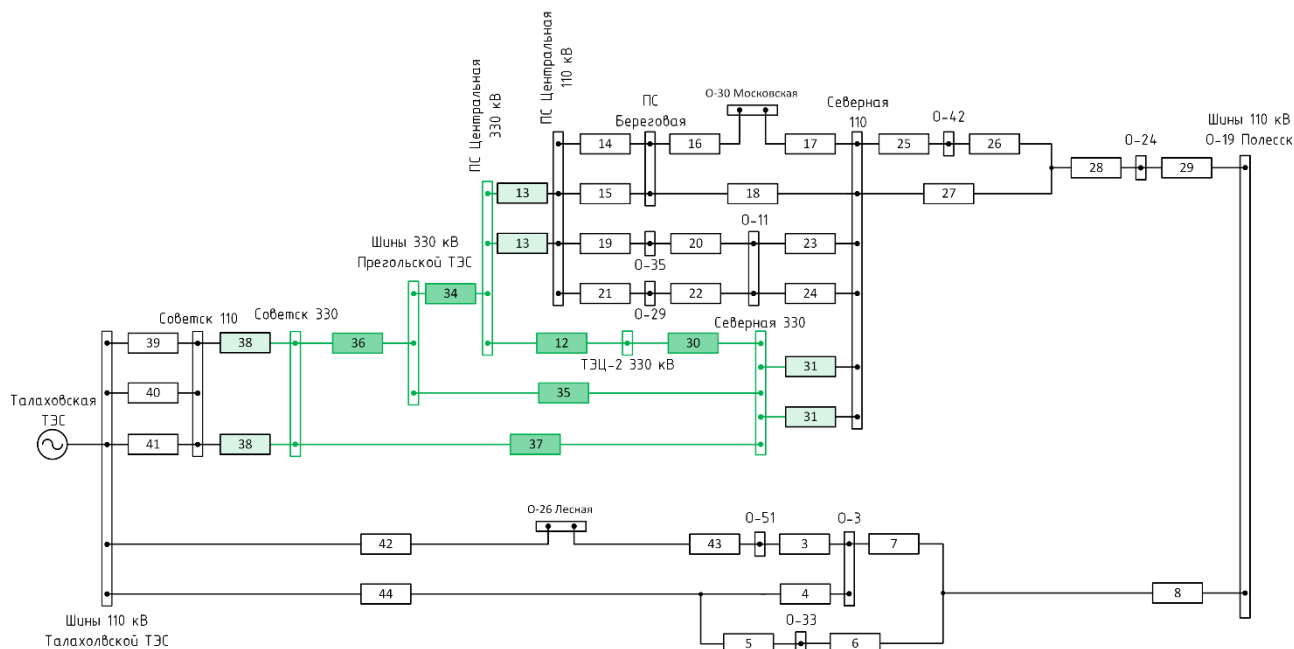 ПС Центральная
330 кВ
ПС Центральная
110 кВ
О-30 Московская
ПС
Береговая
Северная
110
О-42
О-24
Шины 110 кВ
О-19 Полесск
14
16
17
25
26
28
29
13
15
18
27
О-11
13
19
20
23
О-35
Шины 330 кВ
Прегольской ТЭС
34
21
22
24
О-29
Советск 110
Советск 330
Северная 330
39
38
36
12
30
ТЭЦ-2 330 кВ
31
40
35
31
Талаховская
ТЭС
41
38
37
О-26 Лесная
О-51
О-3
42
43
3
7
44
4
8
О-33
5
6
Шины 110 кВ
Талахолвской ТЭС